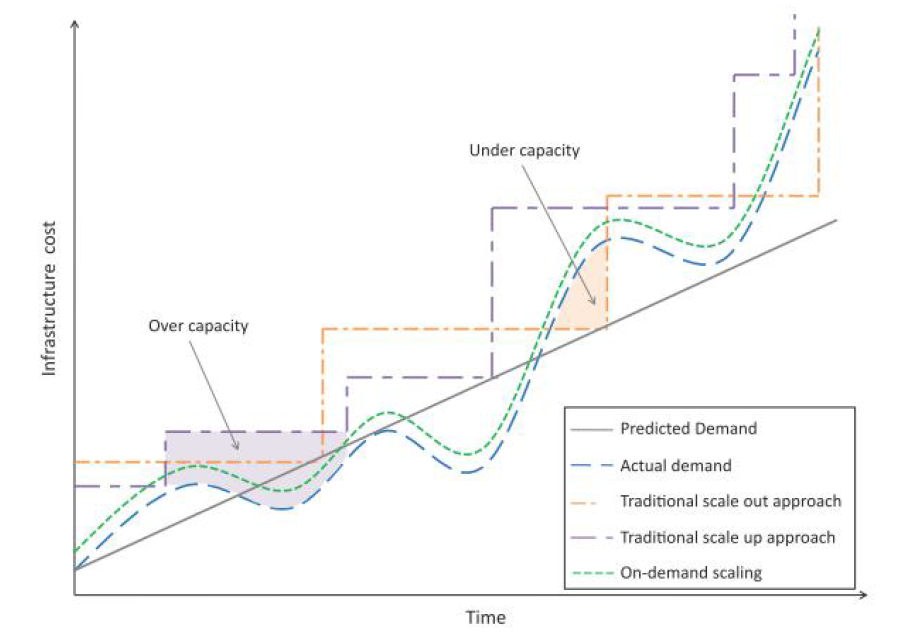 Under capacity
Over capacity
Infrastructure cost
Predicted Demand
Actual demand
Traditional scale out approach
Traditional scale up approach
On-demand scaling
Time